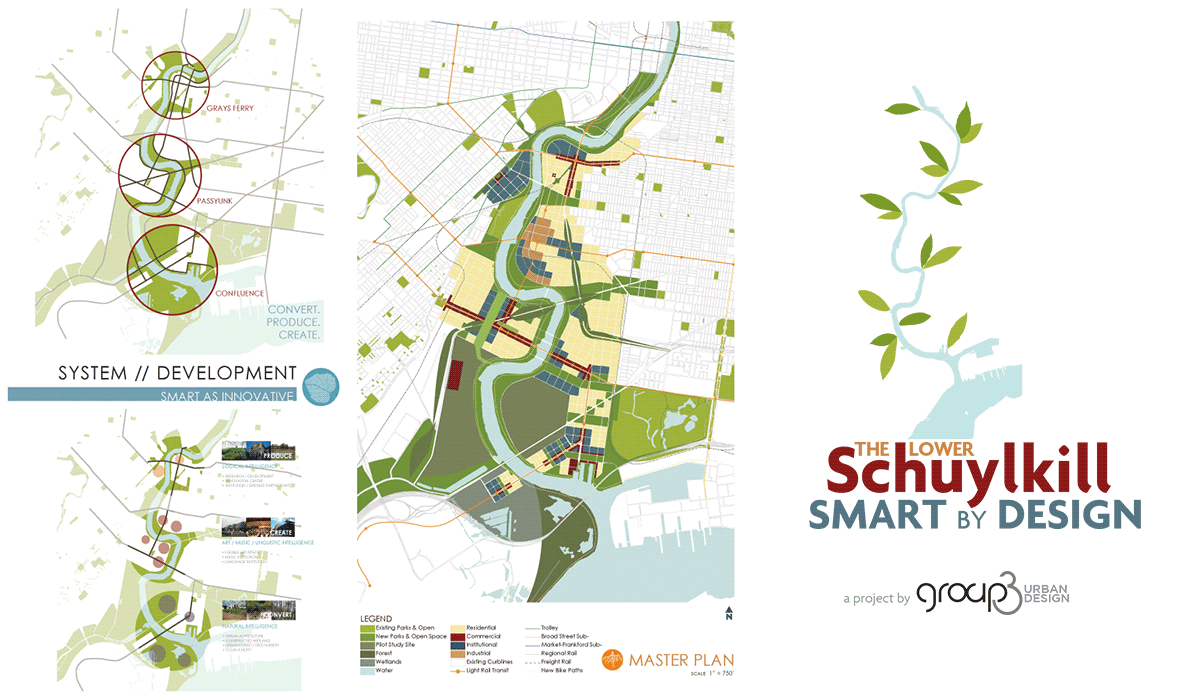 GRAYS FERRY
PASSYUNK
CONFLUENCE
CONVERT.
PRODUCE.
CREATE.
SYSTEM // DEVELOPMENT
SMART AS INNOVATIVE
PRODUCE
LOGICAL INTELLIGENCE
CREATE
ART / MUSIC / LINGUISTIC INTELLIGENCE
CONVERT
NATURAL INTELLIGENCE
LEGEND
Existing Parks & Open
New Parks & Open Space
Pilot Study Site
Forest
Wetlands
Water
Residential
Commercial
Institutional
Industrial
Existing Curblines
Light Rail Transit
Trolley
Broad Street Sub-
Market-Frankford Sub-
Regional Rail
Freight Rail
New Bike Paths
N
MASTER PLAN
SCALE 1" = 750'
THE LOWER
Schuylkill
SMART BY DESIGN
a project by group3 URBAN
DESIGN